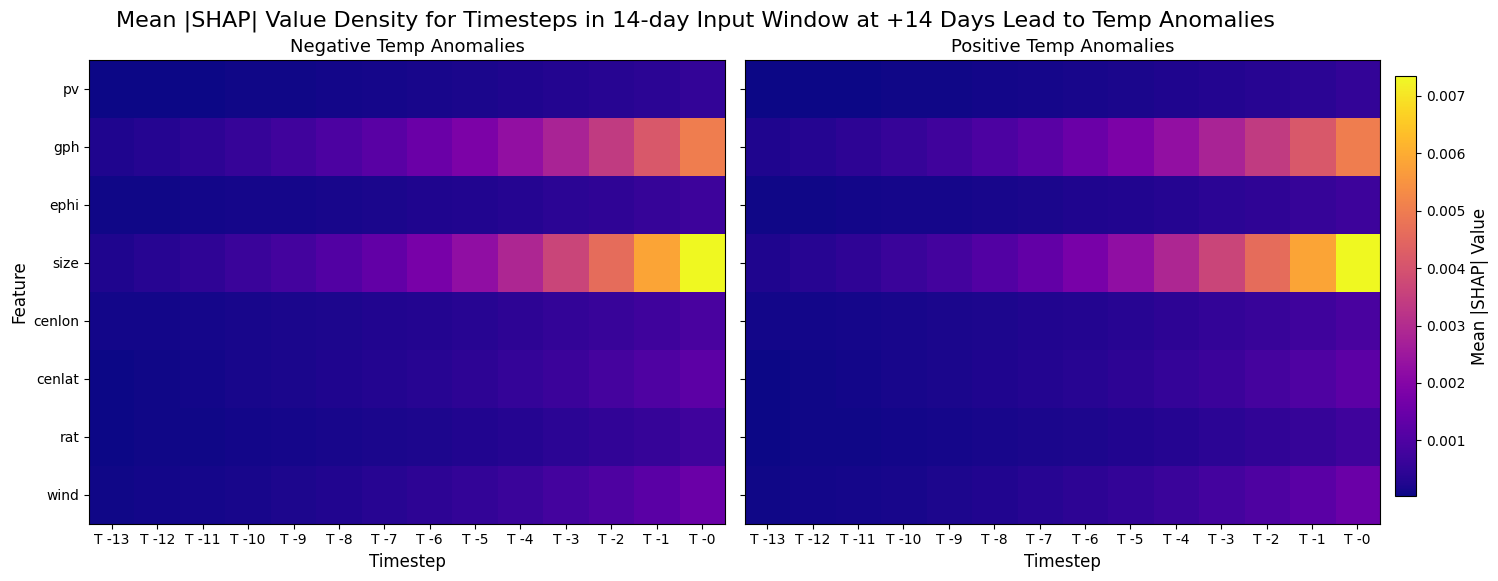 Mean |SHAP| Value Density for Timesteps in 14-day Input Window at +14 Days Lead to Temp Anomalies
Negative Temp Anomalies
Positive Temp Anomalies
Feature
pv
gph
ephi
size
cenlon
cenlat
rat
wind
T -13 T -12 T -11 T -10 T -9 T -8 T -7 T -6 T -5 T -4 T -3 T -2 T -1 T -0
Timestep
T -13 T -12 T -11 T -10 T -9 T -8 T -7 T -6 T -5 T -4 T -3 T -2 T -1 T -0
Timestep
0.007
0.006
0.005
0.004
0.003
0.002
0.001
Mean |SHAP| Value